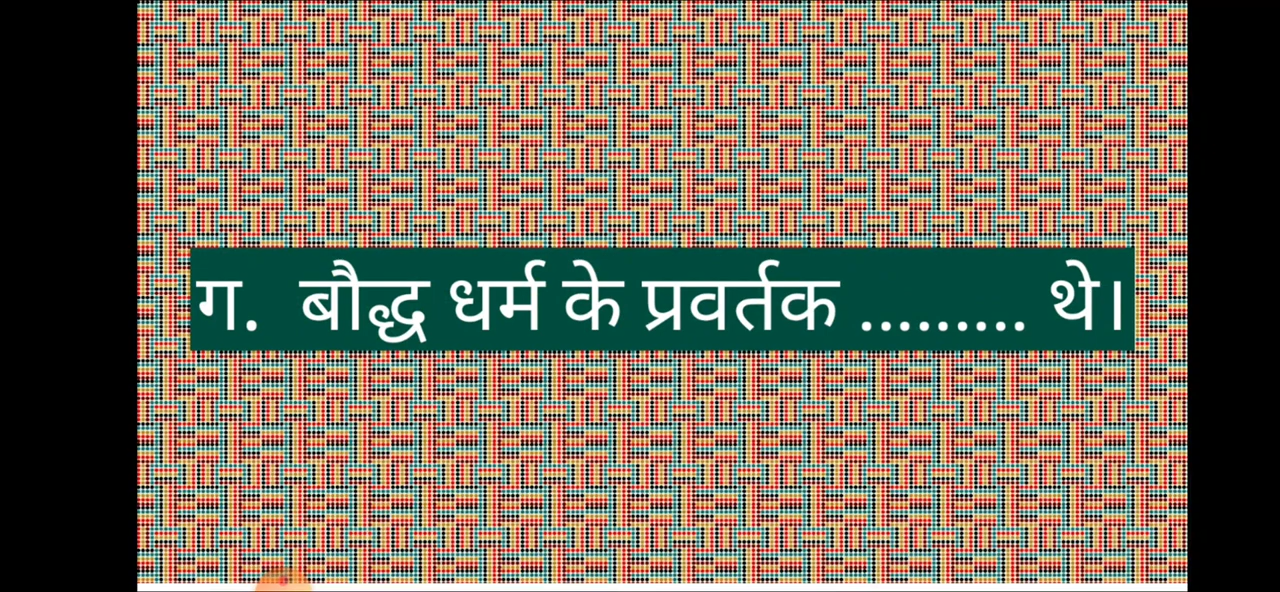 ग. बौद्ध धर्म के प्रवर्तक ......... थे।